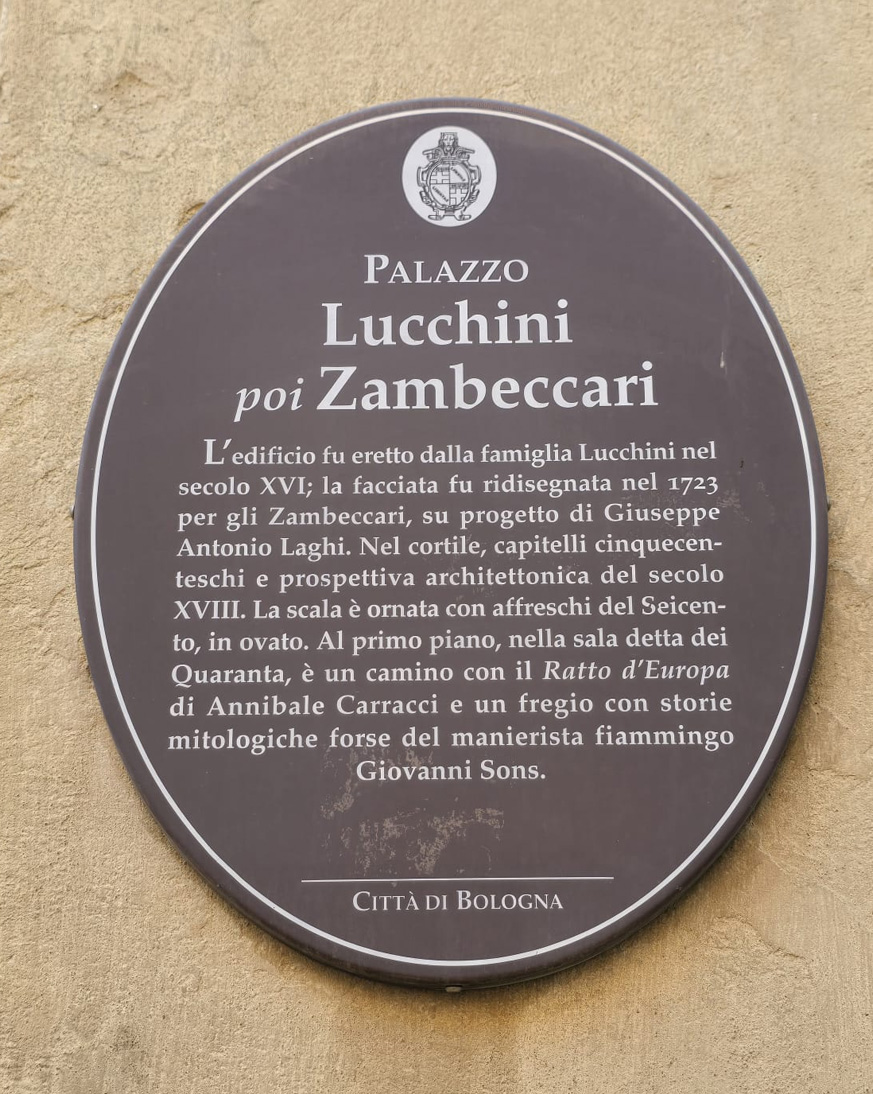 PALAZZO
Lucchini
poi Zambeccari
L'edificio fu eretto dalla famiglia Lucchini nel
secolo XVI; la facciata fu ridisegnata nel 1723
per gli Zambeccari, su progetto di Giuseppe
Antonio Laghi. Nel cortile, capitelli cinquecen-
teschi e prospettiva architettonica del secolo
XVIII. La scala è ornata con affreschi del Seicen-
to, in ovato. Al primo piano, nella sala detta dei
Quaranta, è un camino con il Ratto d'Europa
di Annibale Carracci e un fregio con storie
mitologiche forse del manierista fiammingo
Giovanni Sons.
CITTÀ DI BOLOGNA